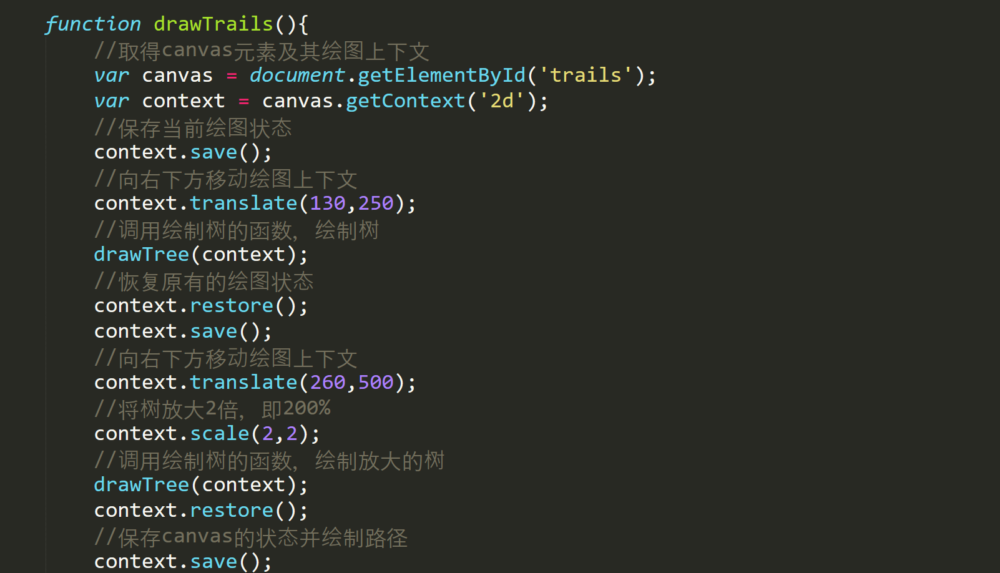 function drawTrails(){
//取得canvas元素及其绘图上下文
var canvas = document.getElementById('trails');
var context = canvas.getContext('2d');
//保存当前绘图状态
context.save();
//向右下方移动绘图上下文
context.translate(130,250);
//调用绘制树的函数，绘制树
drawTree(context);
//恢复原有的绘图状态
context.restore();
context.save();
//向右下方移动绘图上下文
context.translate(260,500);
//将树放大2倍，即200%
context.scale(2,2);
//调用绘制树的函数，绘制放大的树
drawTree(context);
context.restore();
//保存canvas的状态并绘制路径
context.save();